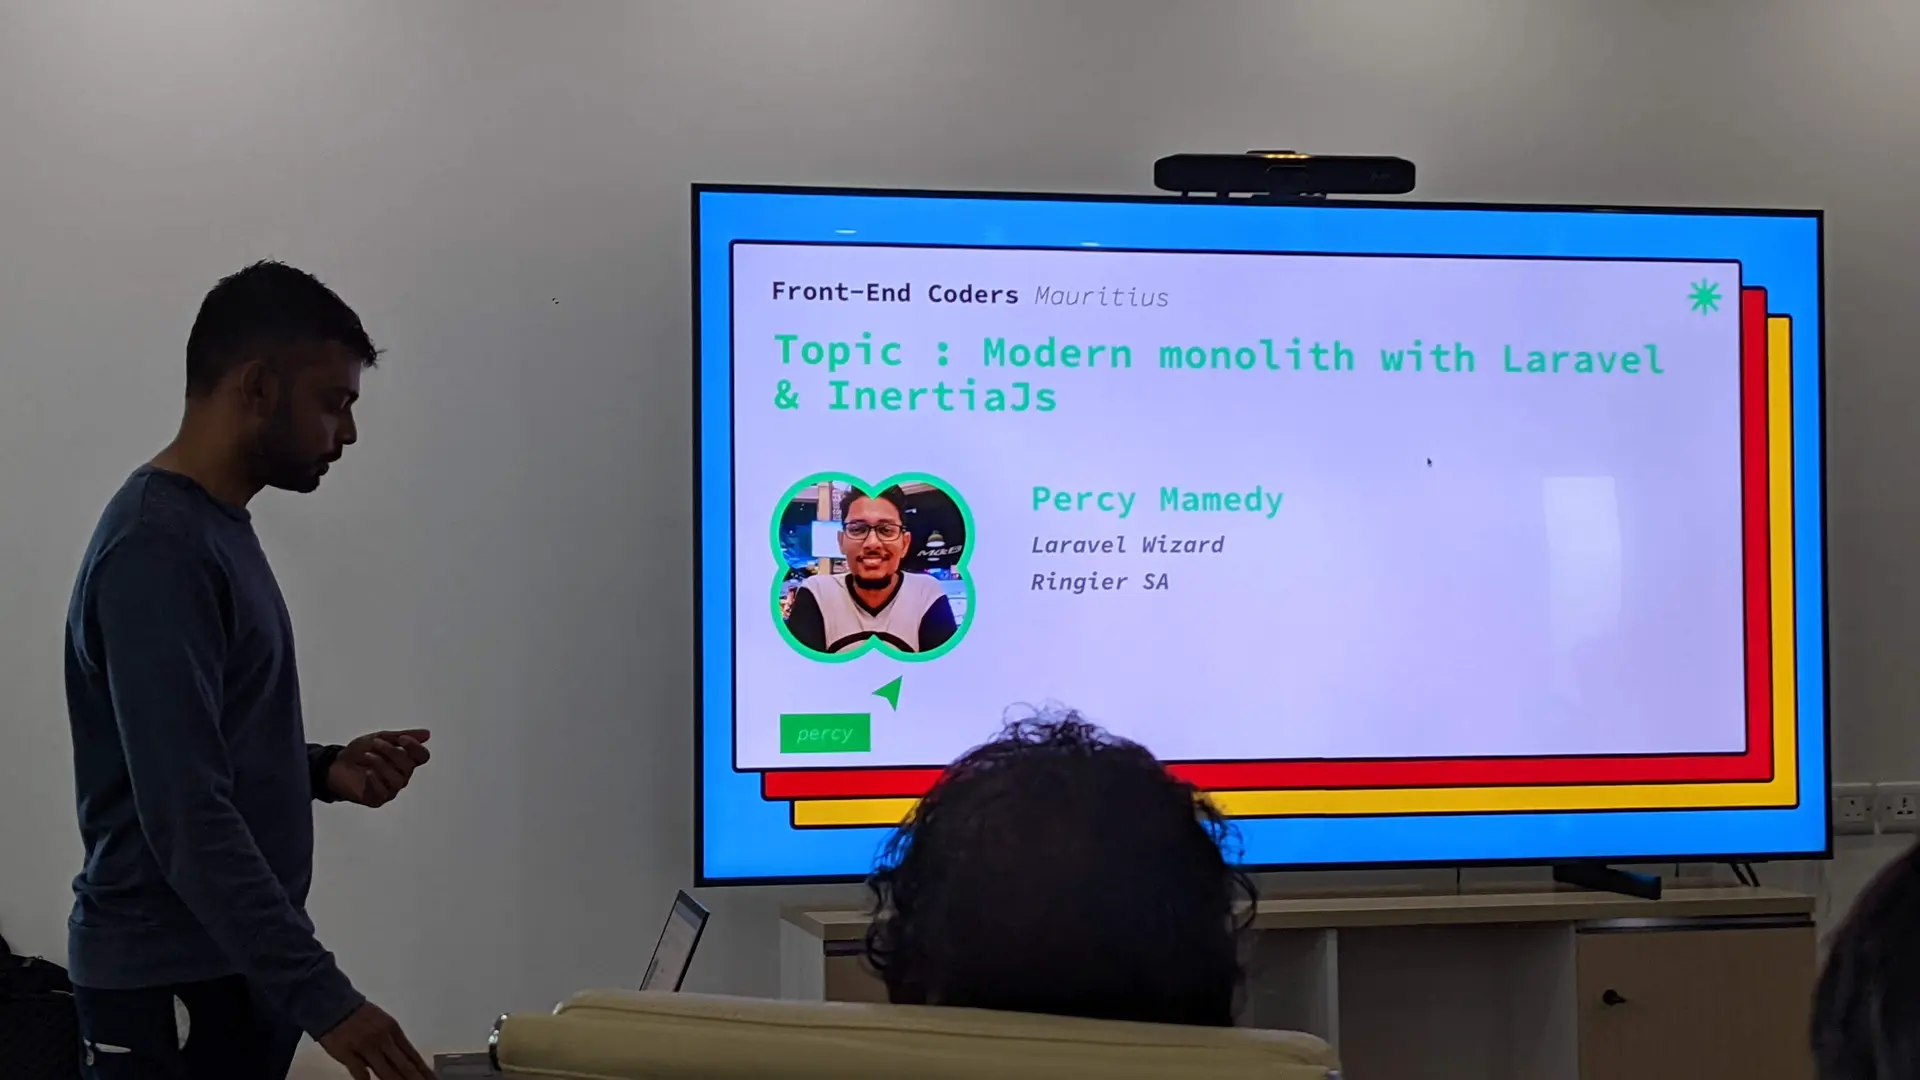 Front-End Coders Mauritius
Topic : Modern monolith with Laravel
& InertiaJs
Percy Mamedy
Laravel Wizard
Ringier SA
percy